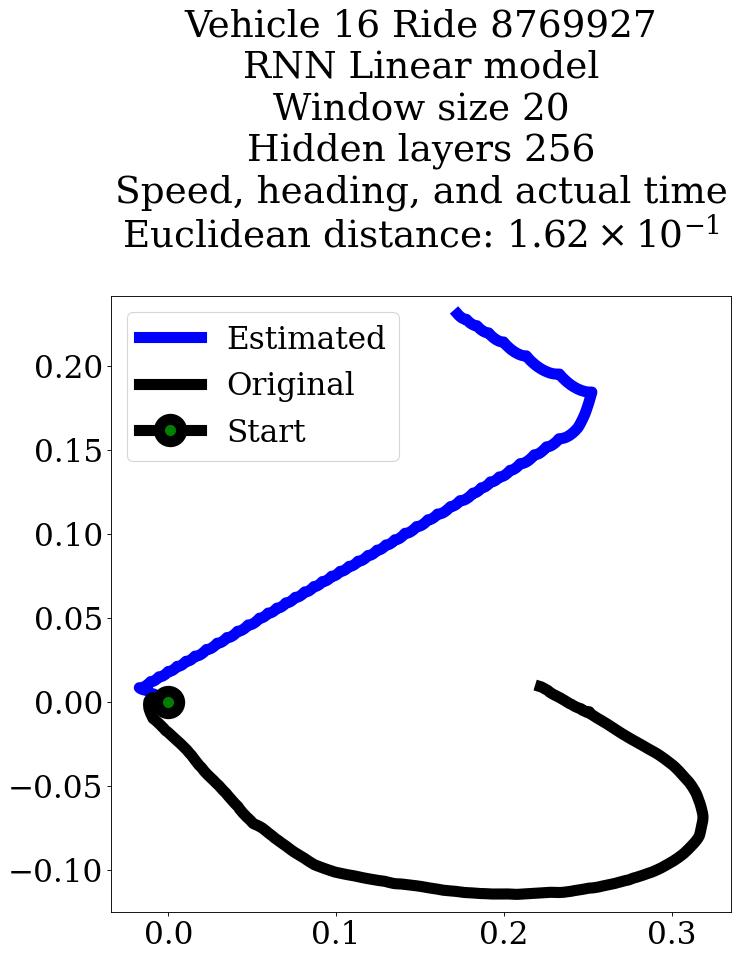 Vehicle 16 Ride 8769927
RNN Linear model
Window size 20
Hidden layers 256
Speed, heading, and actual time
Euclidean distance: 1.62 × 10⁻¹
Estimated
Original
Start
0.20
0.15
0.10
0.05
0.00
−0.05
−0.10
0.0 0.1 0.2 0.3